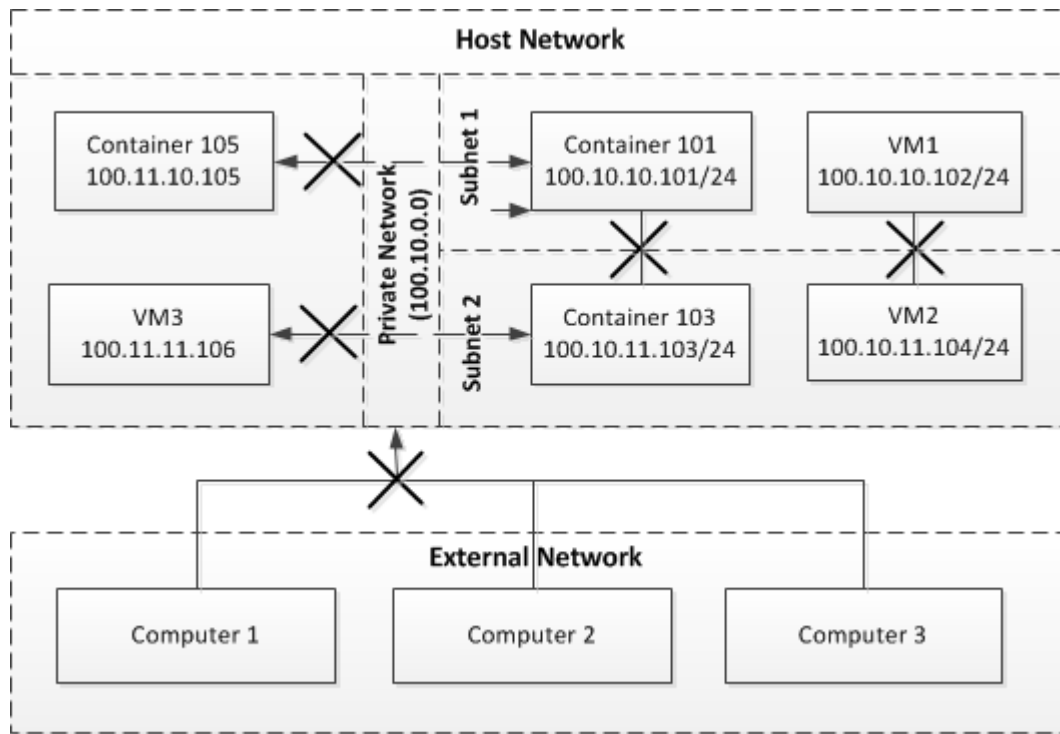 Host Network
Container 105
100.11.10.105
Private Network
(100.10.0.0)
Subnet 1
Container 101
100.10.10.101/24
VM1
100.10.10.102/24
VM3
100.11.11.106
Subnet 2
Container 103
100.10.11.103/24
VM2
100.10.11.104/24
External Network
Computer 1
Computer 2
Computer 3